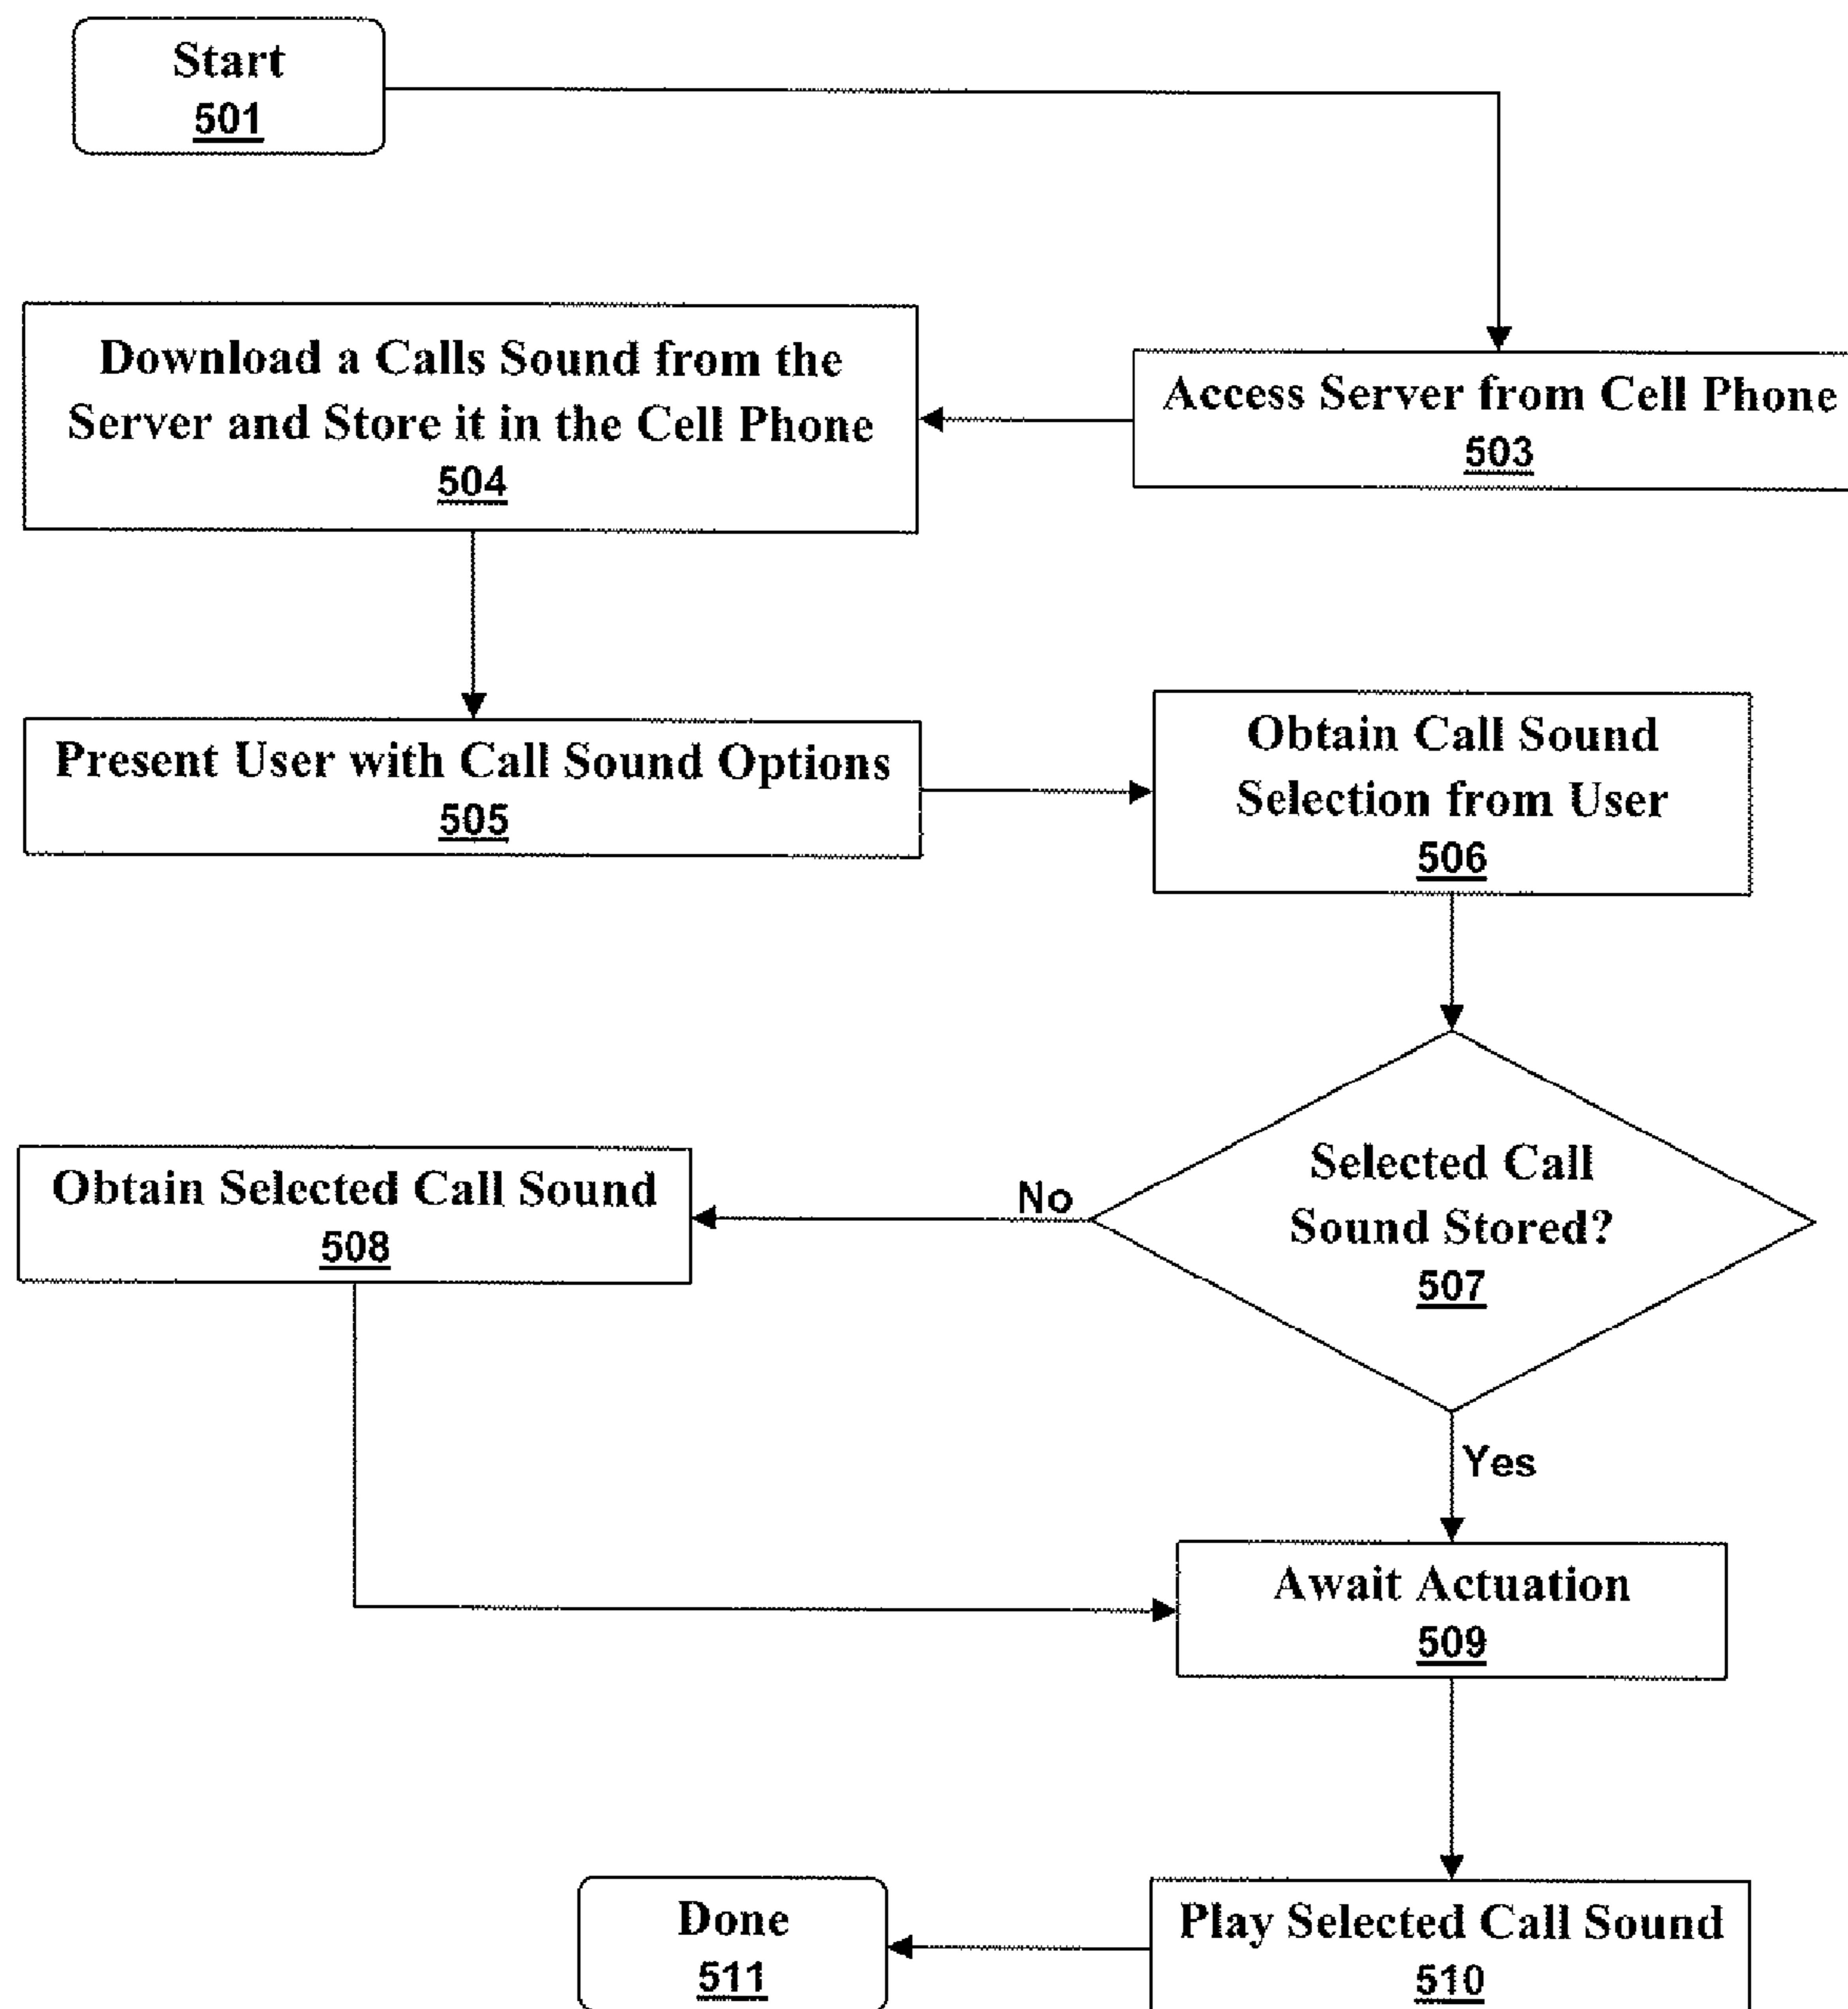 Start
501
Access Server from Cell Phone
503
Download a Calls Sound from the
Server and Store it in the Cell Phone
504
Present User with Call Sound Options
505
Obtain Call Sound
Selection from User
506
Selected Call
Sound Stored?
507
No
Obtain Selected Call Sound
508
Yes
Await Actuation
509
Play Selected Call Sound
510
Done
511